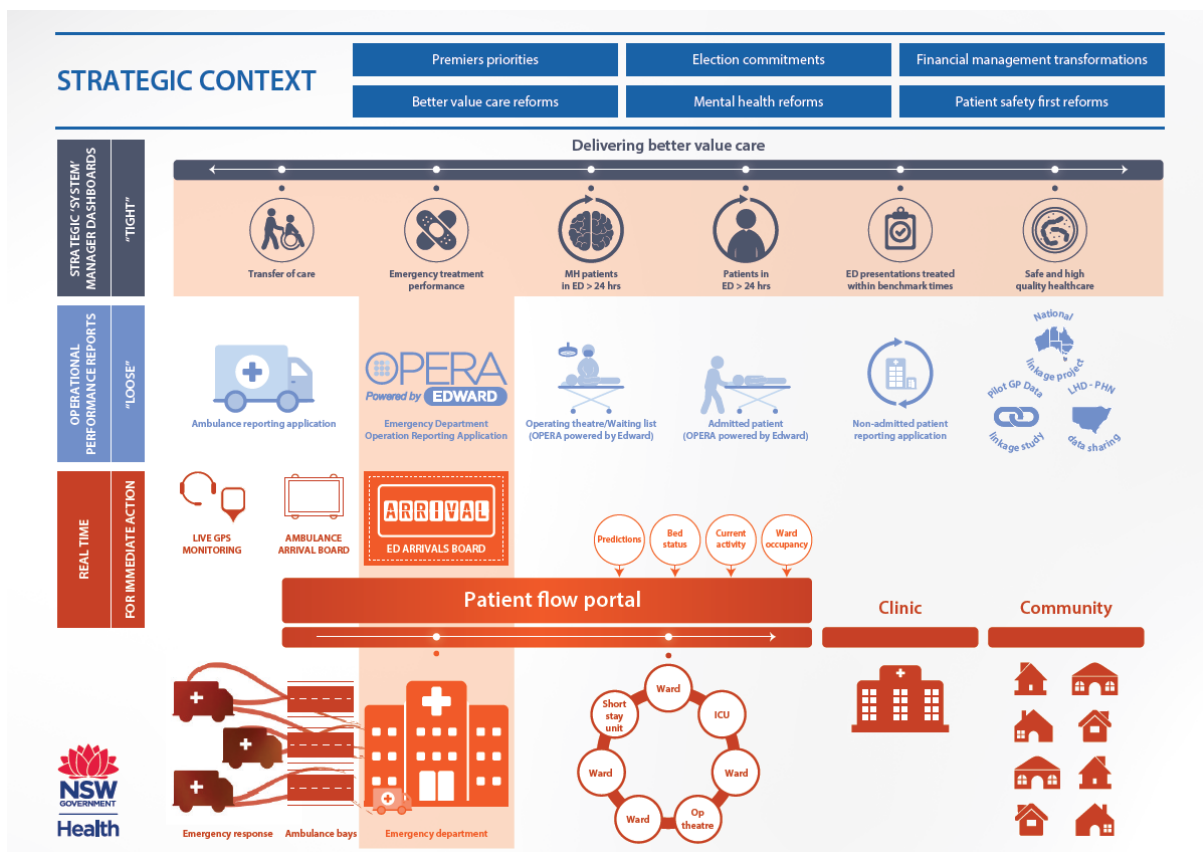 STRATEGIC CONTEXT
Premiers priorities
Election commitments
Financial management transformations
Better value care reforms
Mental health reforms
Patient safety first reforms
STRATEGIC 'SYSTEM'
MANAGER DASHBOARDS
"TIGHT"
Delivering better value care
Transfer of care
Emergency treatment
performance
MH patients
in ED > 24 hrs
Patients in
ED > 24 hrs
ED presentations treated
within benchmark times
Safe and high
quality healthcare
OPERATIONAL
PERFORMANCE REPORTS
"LOOSE"
Ambulance reporting application
OPERA
Powered by EDWARD
Emergency Department
Operation Reporting Application
Operating theatre/Waiting list
(OPERA powered by Edward)
Admitted patient
(OPERA powered by Edward)
Non-admitted patient
reporting application
National
linkage project
Pilot GP Data
linkage study
LHD - PHN
data sharing
REAL TIME
FOR IMMEDIATE ACTION
LIVE GPS
MONITORING
AMBULANCE
ARRIVAL BOARD
ARRIVAL
ED ARRIVALS BOARD
Predictions
Bed
status
Current
activity
Ward
occupancy
Patient flow portal
Clinic
Community
Ward
Short
stay
unit
ICU
Ward
Ward
Ward
Op
theatre
Emergency response
Ambulance bays
Emergency department
NSW
GOVERNMENT
Health